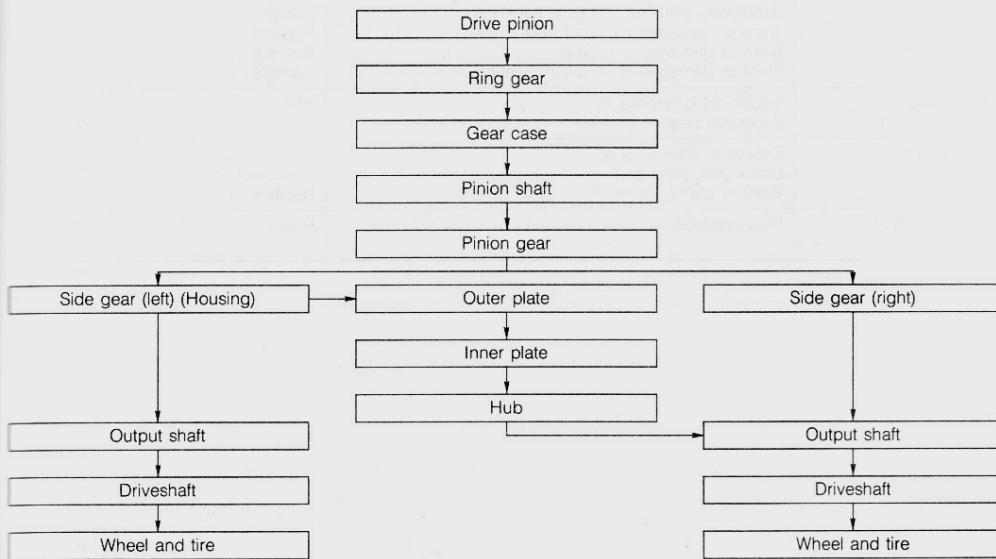 Drive pinion
Ring gear
Gear case
Pinion shaft
Pinion gear
Side gear (left) (Housing)
Outer plate
Side gear (right)
Inner plate
Hub
Output shaft
Output shaft
Driveshaft
Driveshaft
Wheel and tire
Wheel and tire